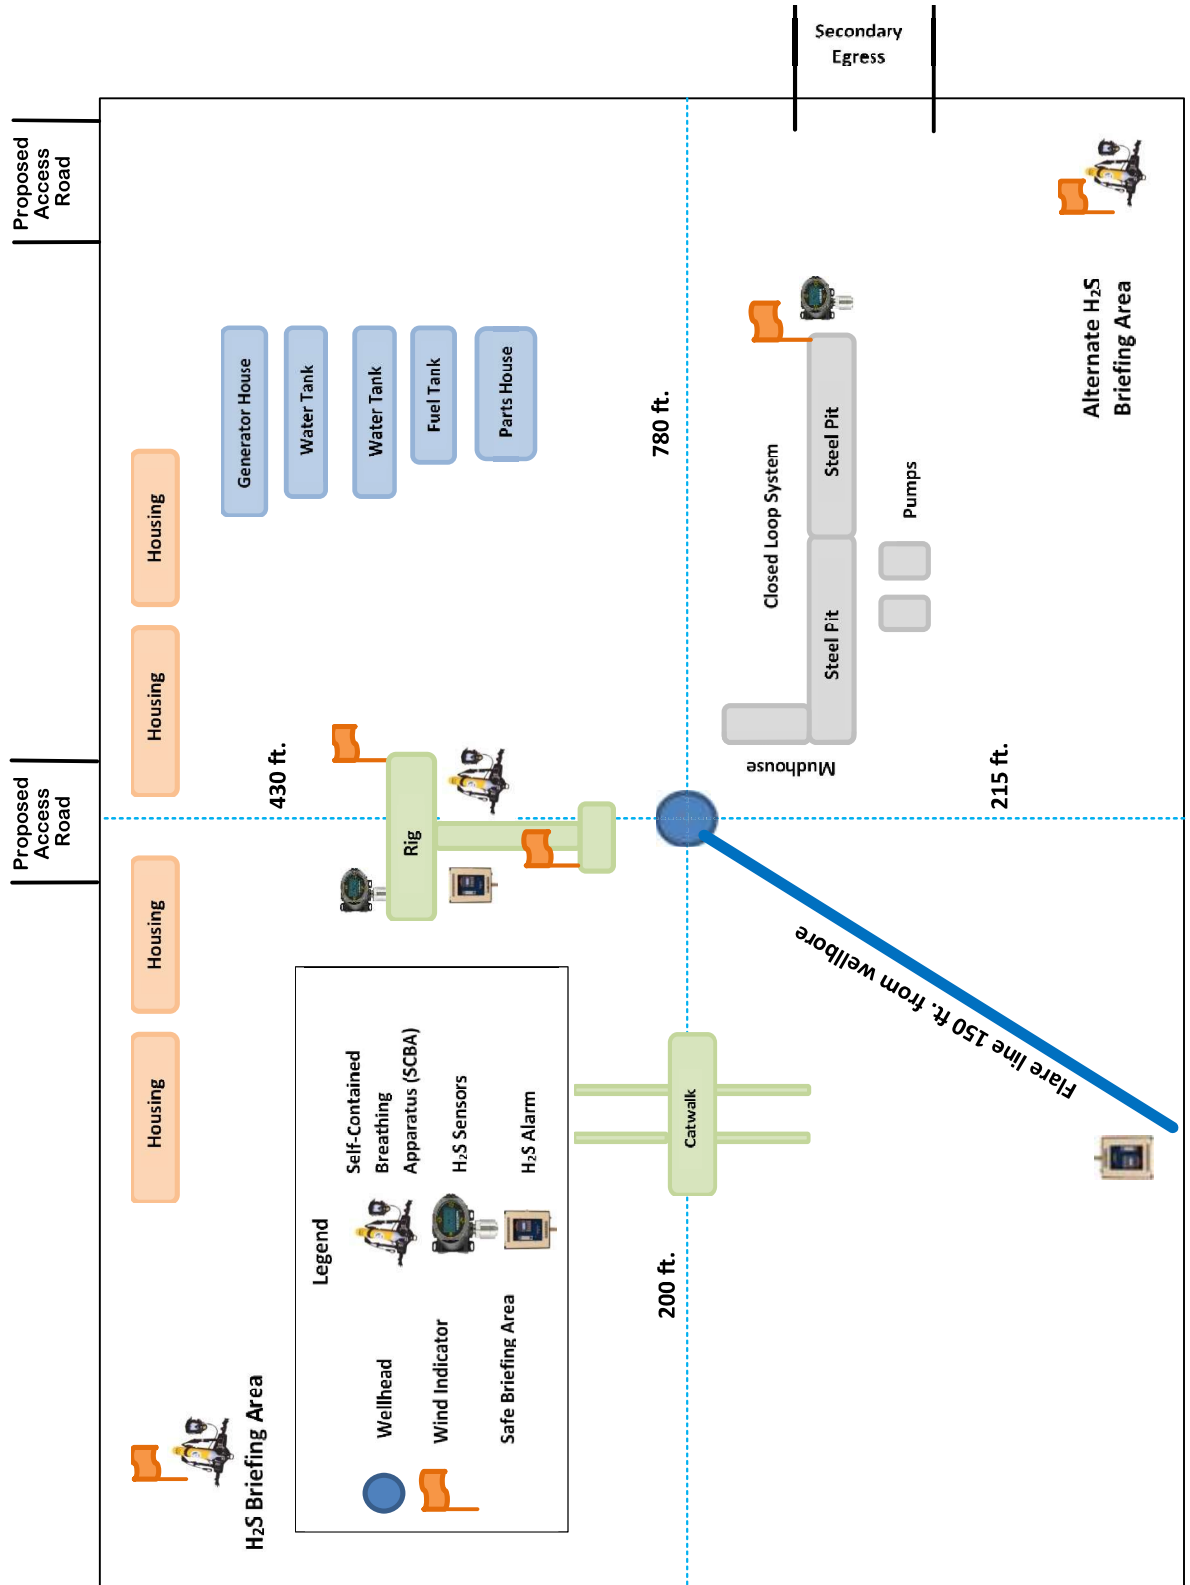 Secondary
Egress
Proposed
Access
Road
Proposed
Access
Road
Housing
Housing
Housing
Housing
Generator House
Water Tank
Water Tank
Fuel Tank
Parts House
430 ft.
780 ft.
200 ft.
215 ft.
Rig
Catwalk
Closed Loop System
Steel Pit
Steel Pit
Pumps
Mudhouse
Alternate H₂S
Briefing Area
Flare line 150 ft. from wellbore
H₂S Briefing Area
Legend
Wellhead
Wind Indicator
Safe Briefing Area
Self-Contained
Breathing
Apparatus (SCBA)
H₂S Sensors
H₂S Alarm